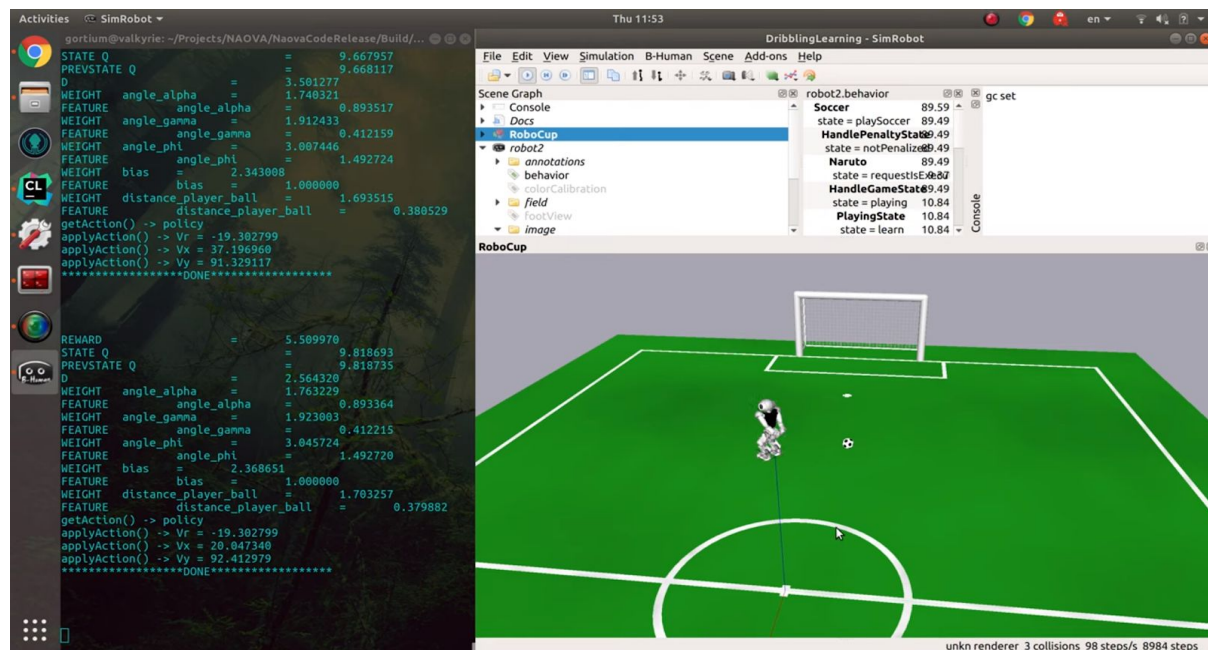 Activities SimRobot Thu 11:53 en
gortium@valkyrie: ~/Projects/NAOVA/NaovaCodeRelease/Build/...
STATE Q = 9.667957
PREVSTATE Q = 9.668117
D = 3.501277
WEIGHT angle_alpha = 1.740321
FEATURE angle_alpha = 0.893517
WEIGHT angle_gamma = 1.912433
FEATURE angle_gamma = 0.412159
WEIGHT angle_phi = 3.007446
FEATURE angle_phi = 1.492724
WEIGHT bias = 2.343008
FEATURE bias = 1.000000
WEIGHT distance_player_ball = 1.693515
FEATURE distance_player_ball = 0.380529
getAction() -> policy
applyAction() -> Vr = -19.302799
applyAction() -> Vx = 37.196960
applyAction() -> Vy = 91.329117
******************DONE******************
REWARD = 5.509970
STATE Q = 9.818693
PREVSTATE Q = 9.818735
D = 2.564320
WEIGHT angle_alpha = 1.763229
FEATURE angle_alpha = 0.893364
WEIGHT angle_gamma = 1.923003
FEATURE angle_gamma = 0.412215
WEIGHT angle_phi = 3.045724
FEATURE angle_phi = 1.492720
WEIGHT bias = 2.368651
FEATURE bias = 1.000000
WEIGHT distance_player_ball = 1.703257
FEATURE distance_player_ball = 0.379882
getAction() -> policy
applyAction() -> Vr = -19.302799
applyAction() -> Vx = 20.047340
applyAction() -> Vy = 92.412979
******************DONE******************
CL
B-Human
DribblingLearning - SimRobot
File Edit View Simulation B-Human Scene Add-ons Help
Scene Graph
Console
Docs
RoboCup
robot2
annotations
behavior
colorCalibration
field
footView
image
robot2.behavior
Soccer 89.59
state = playSoccer 89.49
HandlePenaltyState 89.49
state = notPenalized 89.49
Naruto 89.49
state =
HandleGameState 89.49
state = playing 10.84
PlayingState 10.84
state = learn 10.84
Console
gc set
RoboCup
unkn renderer 3 collisions 98 steps/s 8984 steps